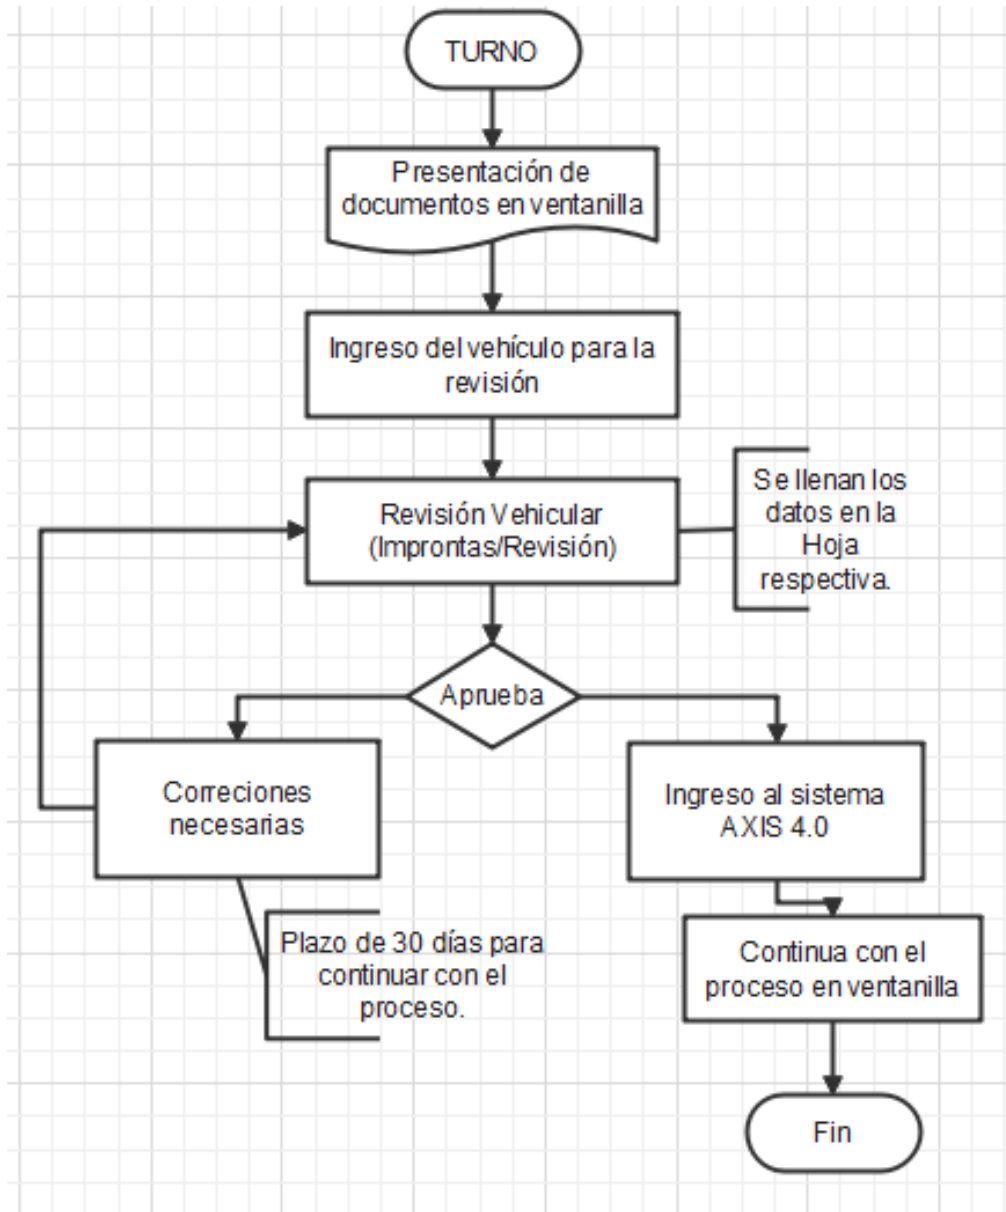 TURNO
Presentación de
documentos en ventanilla
Ingreso del vehículo para la
revisión
Revisión Vehicular
(Improntas/Revisión)
Se llenan los
datos en la
Hoja
respectiva.
Aprueba
Correciones
necesarias
Ingreso al sistema
AXIS 4.0
Plazo de 30 días para
continuar con el
proceso.
Continua con el
proceso en ventanilla
Fin